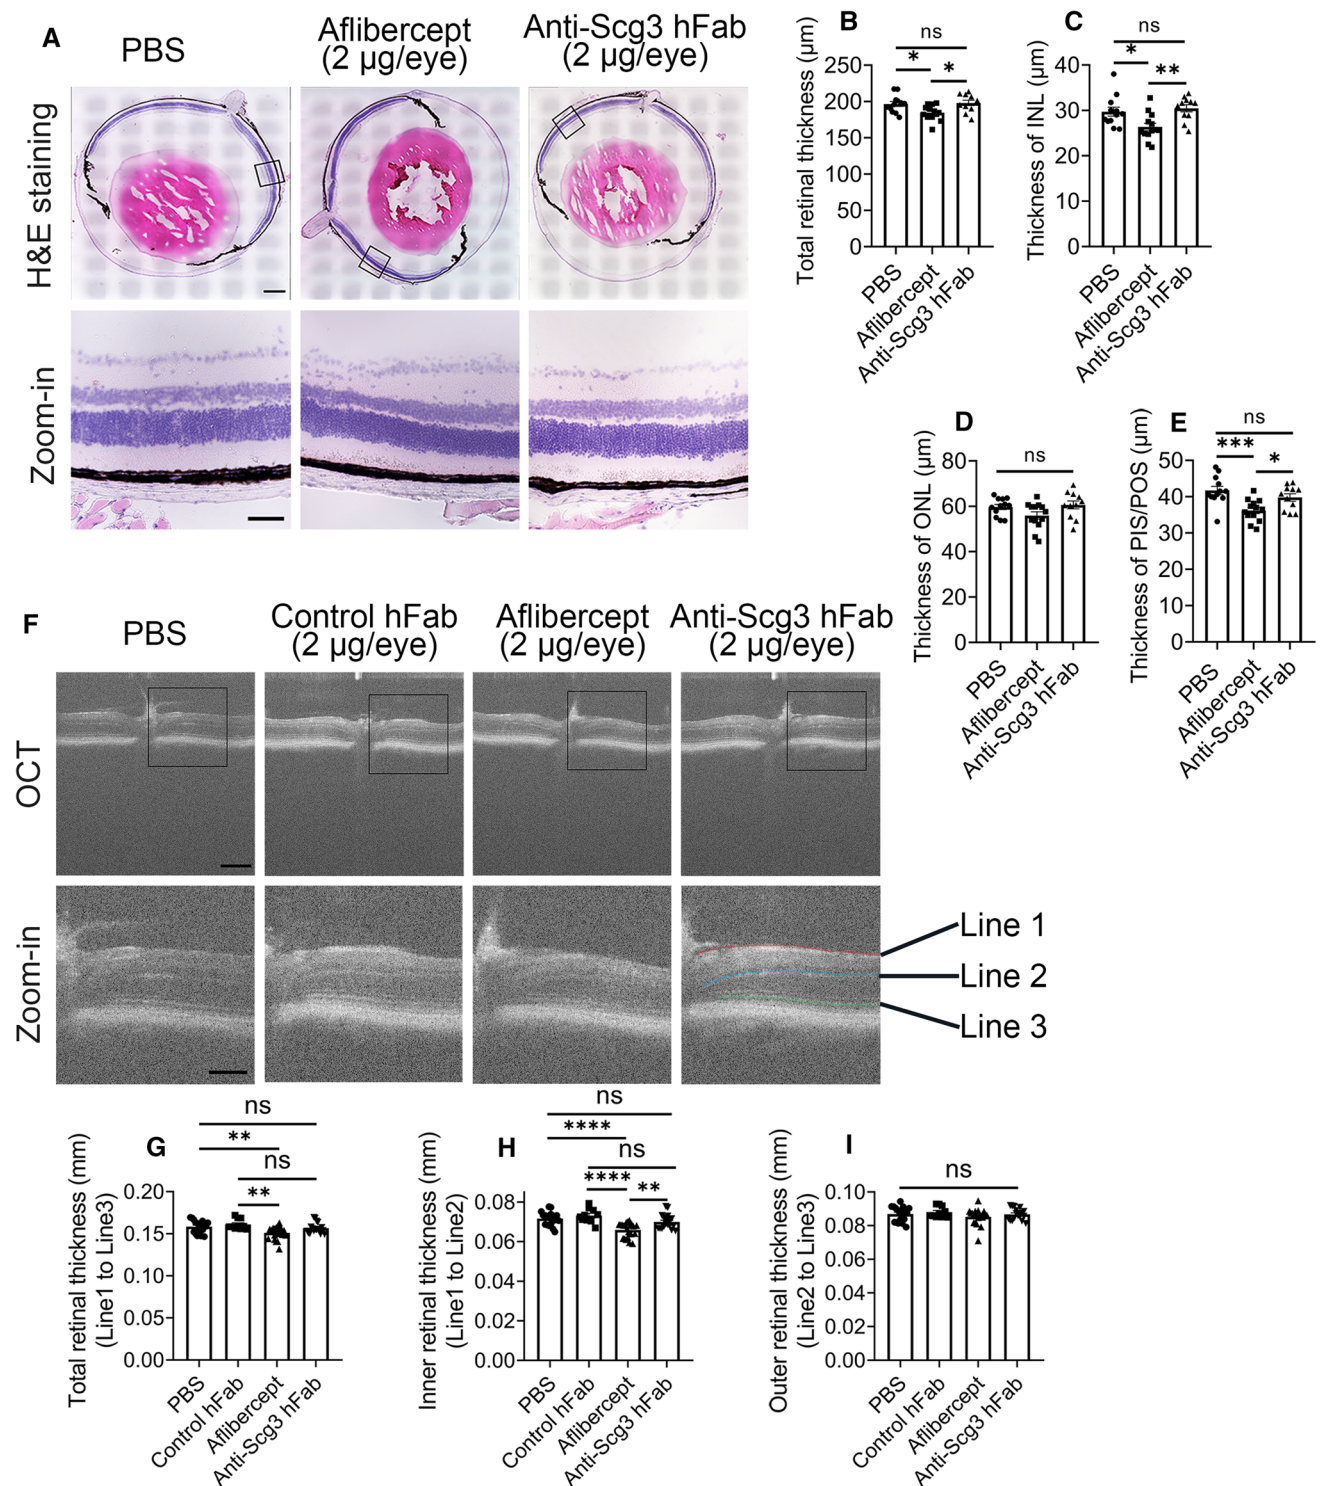 A
PBS
Aflibercept
(2 µg/eye)
Anti-Scg3 hFab
(2 µg/eye)
H&E staining
Zoom-in
B
ns
* *
Total retinal thickness (µm)
250
200
150
100
50
0
PBS
Aflibercept
Anti-Scg3 hFab
C
ns
* **
Thickness of INL (µm)
40
30
20
10
0
PBS
Aflibercept
Anti-Scg3 hFab
D
ns
Thickness of ONL (µm)
80
60
40
20
0
PBS
Aflibercept
Anti-Scg3 hFab
E
ns
*** *
Thickness of PIS/POS (µm)
50
40
30
20
10
0
PBS
Aflibercept
Anti-Scg3 hFab
F
PBS
Control hFab
(2 µg/eye)
Aflibercept
(2 µg/eye)
Anti-Scg3 hFab
(2 µg/eye)
OCT
Zoom-in
Line 1
Line 2
Line 3
G
ns
**
ns
**
Total retinal thickness (mm)
(Line1 to Line3)
0.20
0.15
0.10
0.05
0.00
PBS
Control hFab
Aflibercept
Anti-Scg3 hFab
H
ns
****
ns
**** **
Inner retinal thickness (mm)
(Line1 to Line2)
0.08
0.06
0.04
0.02
0.00
PBS
Control hFab
Aflibercept
Anti-Scg3 hFab
I
ns
Outer retinal thickness (mm)
(Line2 to Line3)
0.10
0.08
0.06
0.04
0.02
0.00
PBS
Control hFab
Aflibercept
Anti-Scg3 hFab